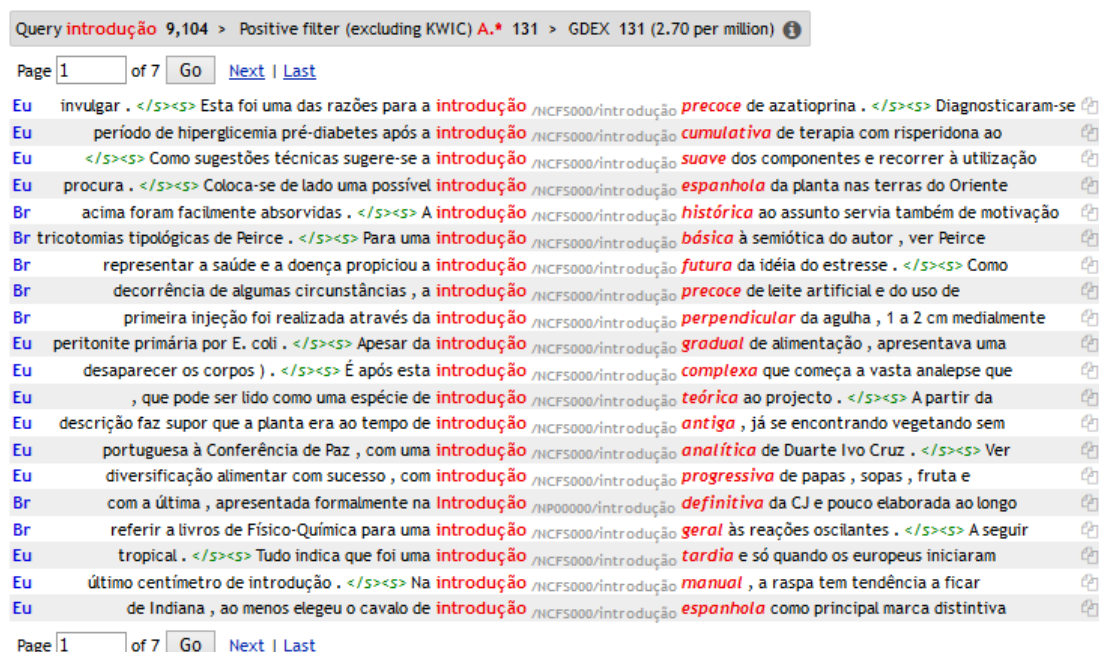 Query introdução 9,104 > Positive filter (excluding KWIC) A.* 131 > GDEX 131 (2.70 per million) i
Page 1 of 7 Go Next | Last
Eu invulgar . </s><s> Esta foi uma das razões para a introdução /NCFS000/introdução precoce de azatioprina . </s><s> Diagnosticaram-se
Eu período de hiperglicemia pré-diabetes após a introdução /NCFS000/introdução cumulativa de terapia com risperidona ao
Eu </s><s> Como sugestões técnicas sugere-se a introdução /NCFS000/introdução suave dos componentes e recorrer à utilização
Eu procura . </s><s> Coloca-se de lado uma possível introdução /NCFS000/introdução espanhola da planta nas terras do Oriente
Br acima foram facilmente absorvidas . </s><s> A introdução /NCFS000/introdução histórica ao assunto servia também de motivação
Br tricotomias tipológicas de Peirce . </s><s> Para uma introdução /NCFS000/introdução básica à semiótica do autor , ver Peirce
Br representar a saúde e a doença propiciou a introdução /NCFS000/introdução futura da idéia do estresse . </s><s> Como
Br decorrência de algumas circunstâncias , a introdução /NCFS000/introdução precoce de leite artificial e do uso de
Br primeira injeção foi realizada através da introdução /NCFS000/introdução perpendicular da agulha , 1 a 2 cm medialmente
Eu peritonite primária por E. coli . </s><s> Apesar da introdução /NCFS000/introdução gradual de alimentação , apresentava uma
Eu desaparecer os corpos ) . </s><s> É após esta introdução /NCFS000/introdução complexa que começa a vasta analepse que
Eu , que pode ser lido como uma espécie de introdução /NCFS000/introdução teórica ao projecto . </s><s> A partir da
Eu descrição faz supor que a planta era ao tempo de introdução /NCFS000/introdução antiga , já se encontrando vegetando sem
Eu portuguesa à Conferência de Paz , com uma introdução /NCFS000/introdução analítica de Duarte Ivo Cruz . </s><s> Ver
Eu diversificação alimentar com sucesso , com introdução /NCFS000/introdução progressiva de papas , sopas , fruta e
Br com a última , apresentada formalmente na Introdução /NP00000/introdução definitiva da CJ e pouco elaborada ao longo
Br referir a livros de Físico-Química para uma introdução /NCFS000/introdução geral às reações oscilantes . </s><s> A seguir
Eu tropical . </s><s> Tudo indica que foi uma introdução /NCFS000/introdução tardia e só quando os europeus iniciaram
Eu último centímetro de introdução . </s><s> Na introdução /NCFS000/introdução manual , a raspa tem tendência a ficar
Eu de Indiana , ao menos elegeu o cavalo de introdução /NCFS000/introdução espanhola como principal marca distintiva
Page 1 of 7 Go Next | Last